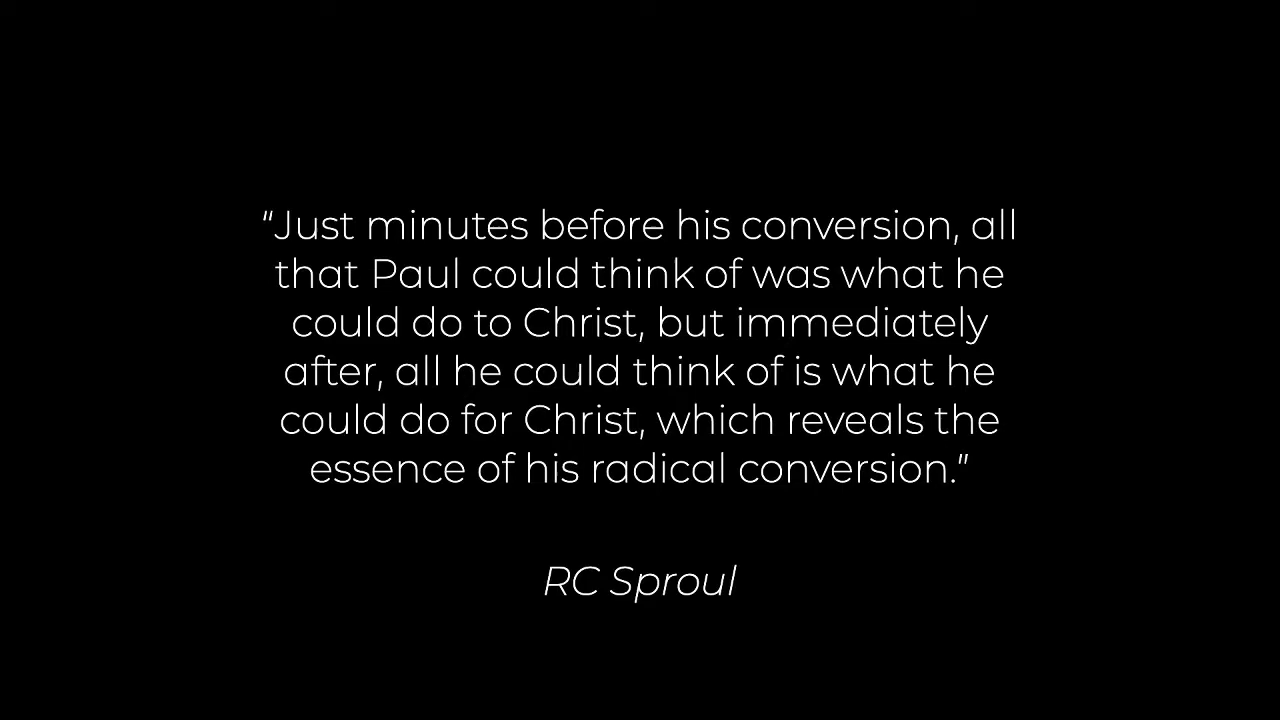 "Just minutes before his conversion, all
that Paul could think of was what he
could do to Christ, but immediately
after, all he could think of is what he
could do for Christ, which reveals the
essence of his radical conversion."
RC Sproul